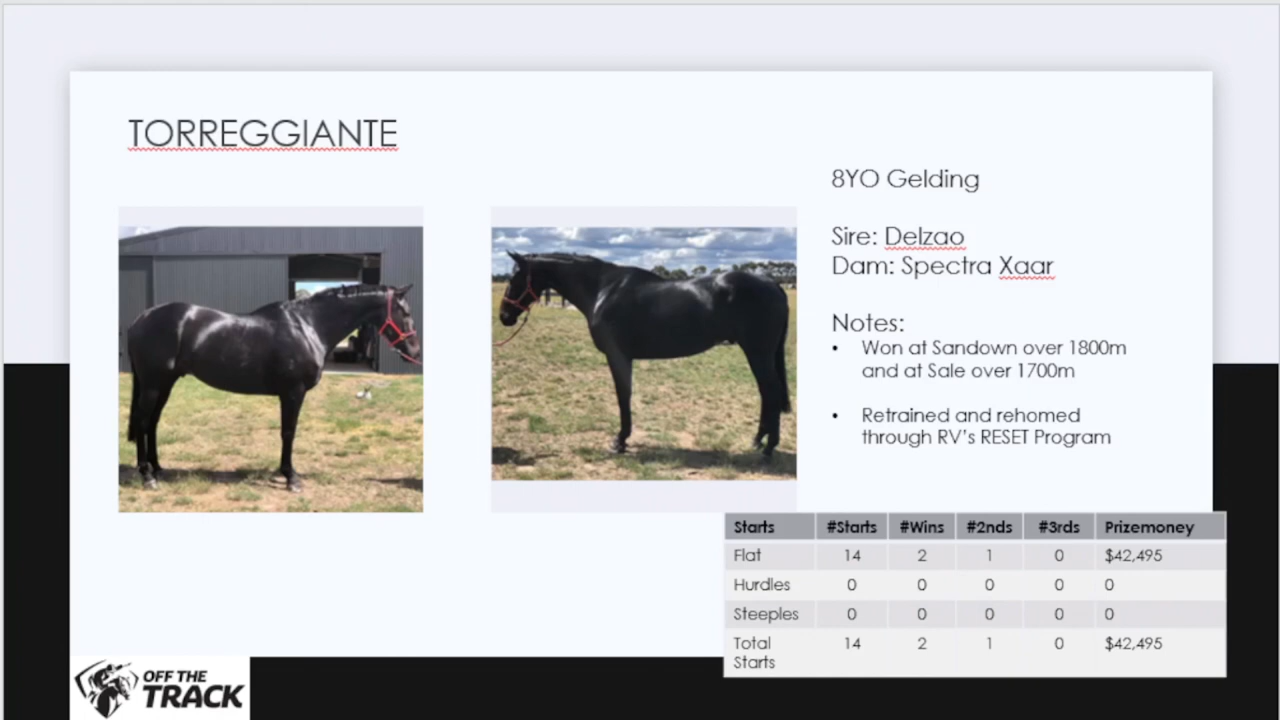 TORREGGIANTE
8YO Gelding
Sire: Delzao
Dam: Spectra Xaar
Notes:
• Won at Sandown over 1800m
and at Sale over 1700m
• Retrained and rehomed
through RV's RESET Program
Starts #Starts #Wins #2nds #3rds Prizemoney
Flat 14 2 1 0 $42,495
Hurdles 0 0 0 0 0
Steeples 0 0 0 0 0
Total Starts 14 2 1 0 $42,495
OFF THE
TRACK